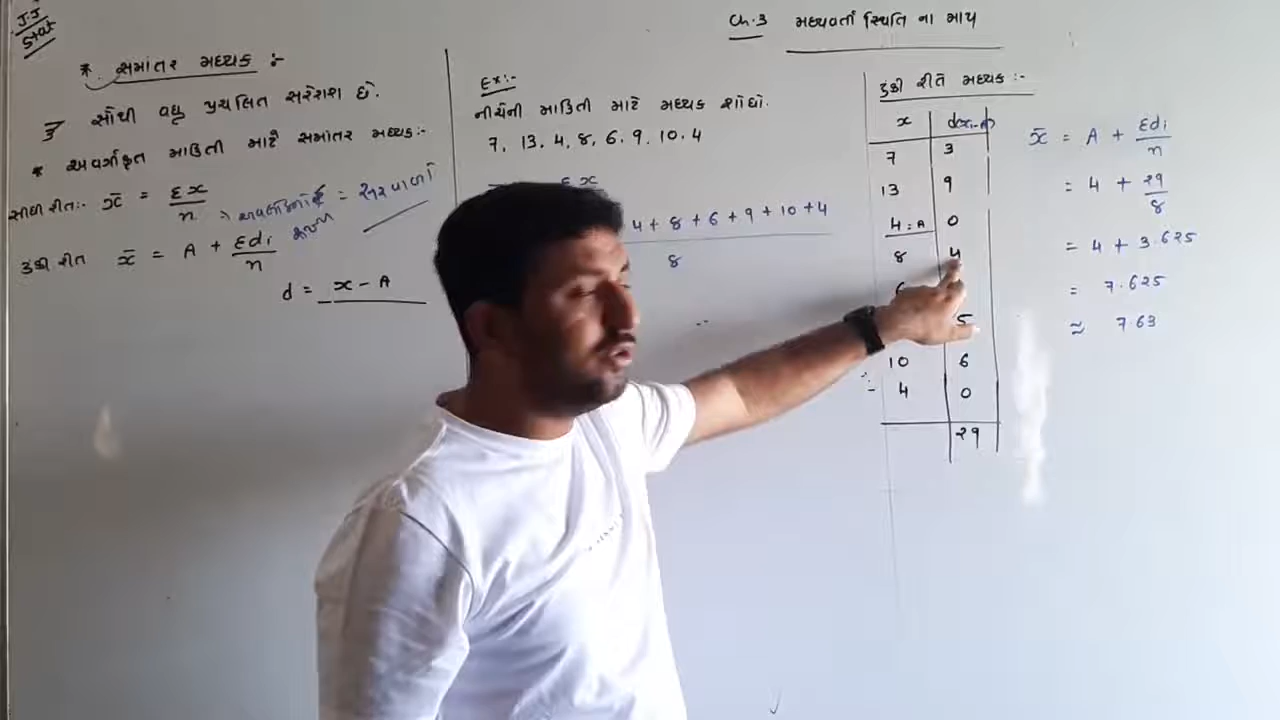 J.J
Stat
Ch.3 મધ્યવર્તી સ્થિતિ ના માપ
* સમાંતર મધ્યક :-
સૌથી વધુ પ્રચલિત સરેરાશ છે.
* અવર્ગીકૃત માહિતી માટે સમાંતર મધ્યક:-
x̄ = Σx / n
ટુંકી રીત x̄ = A + Σdi / n
d = x - A
Ex:-
નીચેની માહિતી માટે મધ્યક શોધો.
7, 13, 4, 8, 6, 9, 10, 4
Σx
4 + 8 + 6 + 9 + 10 + 4
8
ટુંકી રીતે મધ્યક :-
x d(xi-A)
7 3
13 9
4 = A 0
8 4
6
5
10 6
4 0
29
x̄ = A + Σdi / n
= 4 + 29 / 8
= 4 + 3.625
= 7.625
≈ 7.63